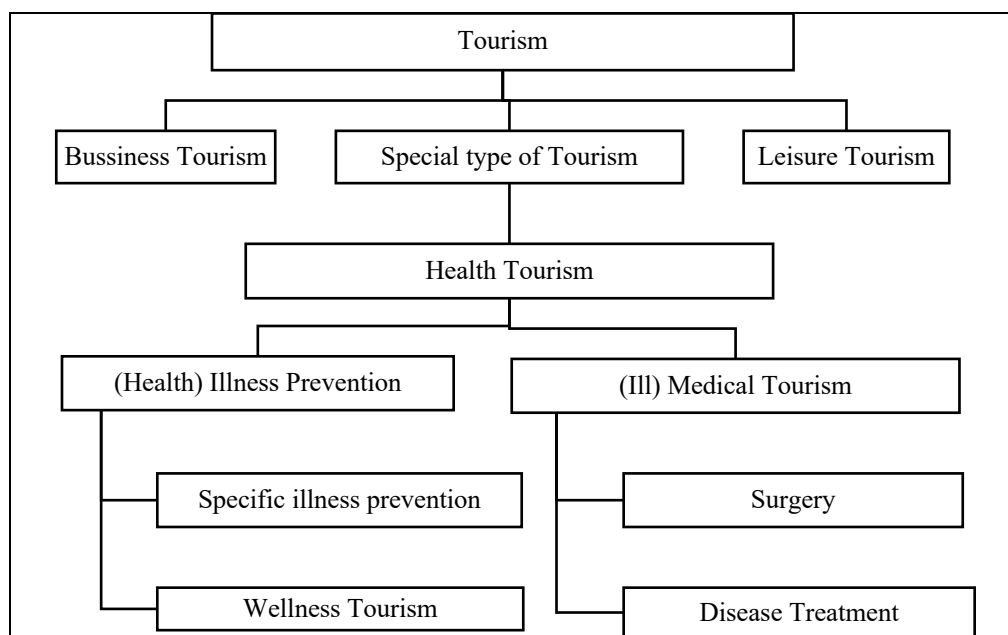 Tourism
Bussiness Tourism
Special type of Tourism
Leisure Tourism
Health Tourism
(Health) Illness Prevention
(Ill) Medical Tourism
Specific illness prevention
Surgery
Wellness Tourism
Disease Treatment